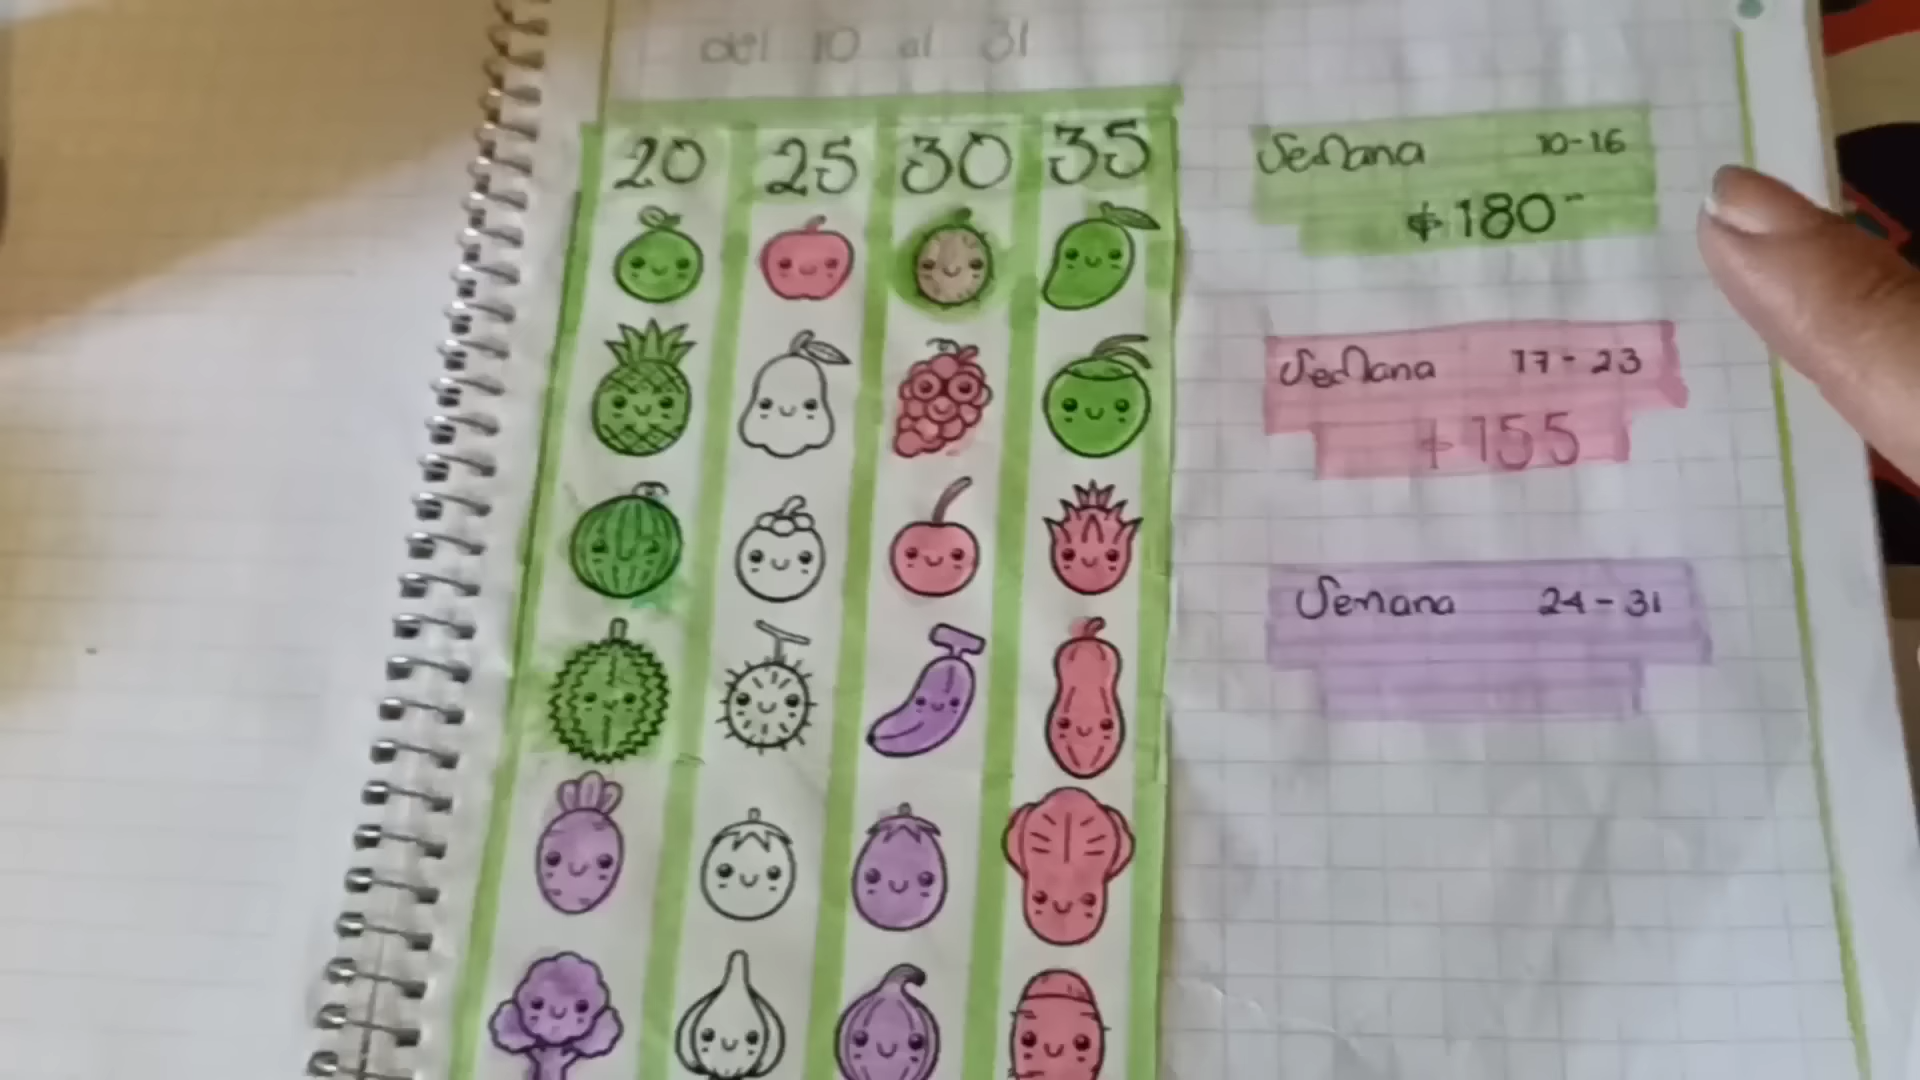 del 10 al 31
20 25 30 35
Semana 10-16
$180
Semana 17-23
$155
Semana 24-31